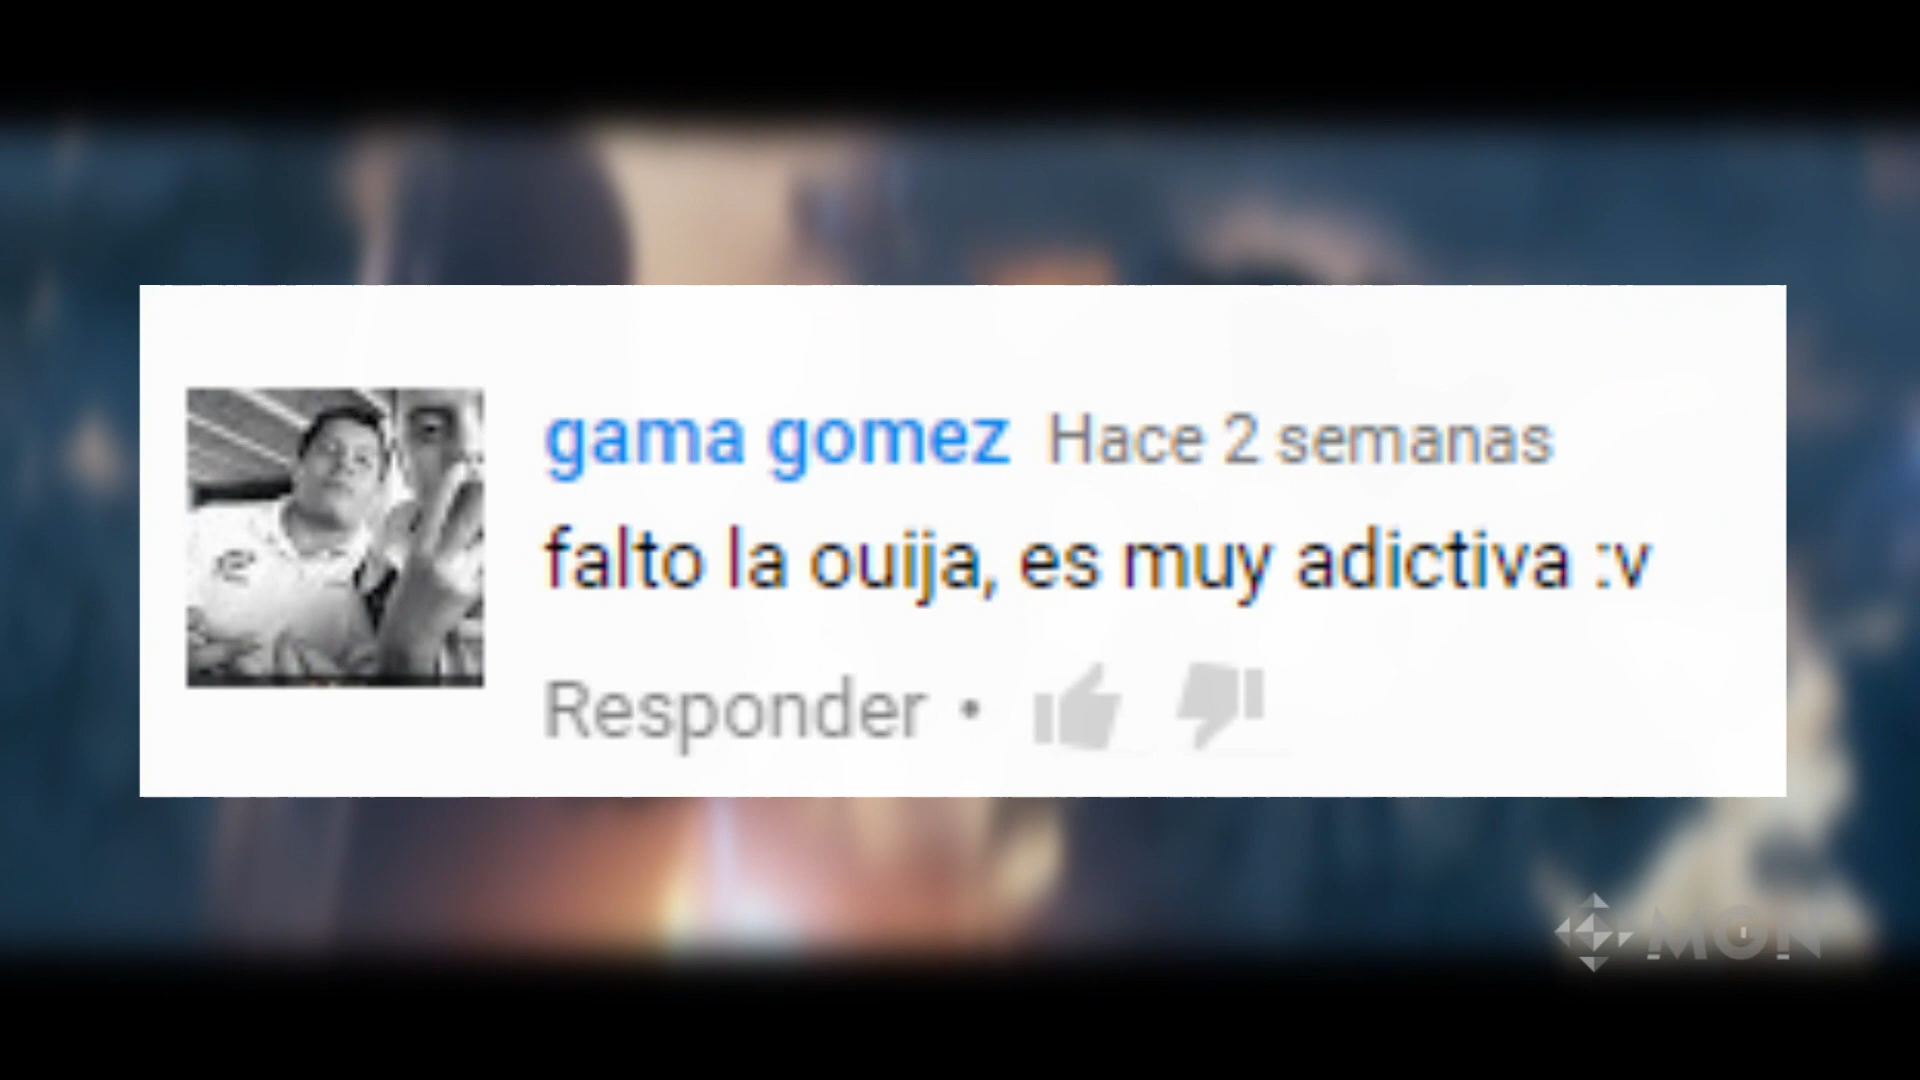 gama gomez Hace 2 semanas
falto la ouija, es muy adictiva :v
Responder •
MGN